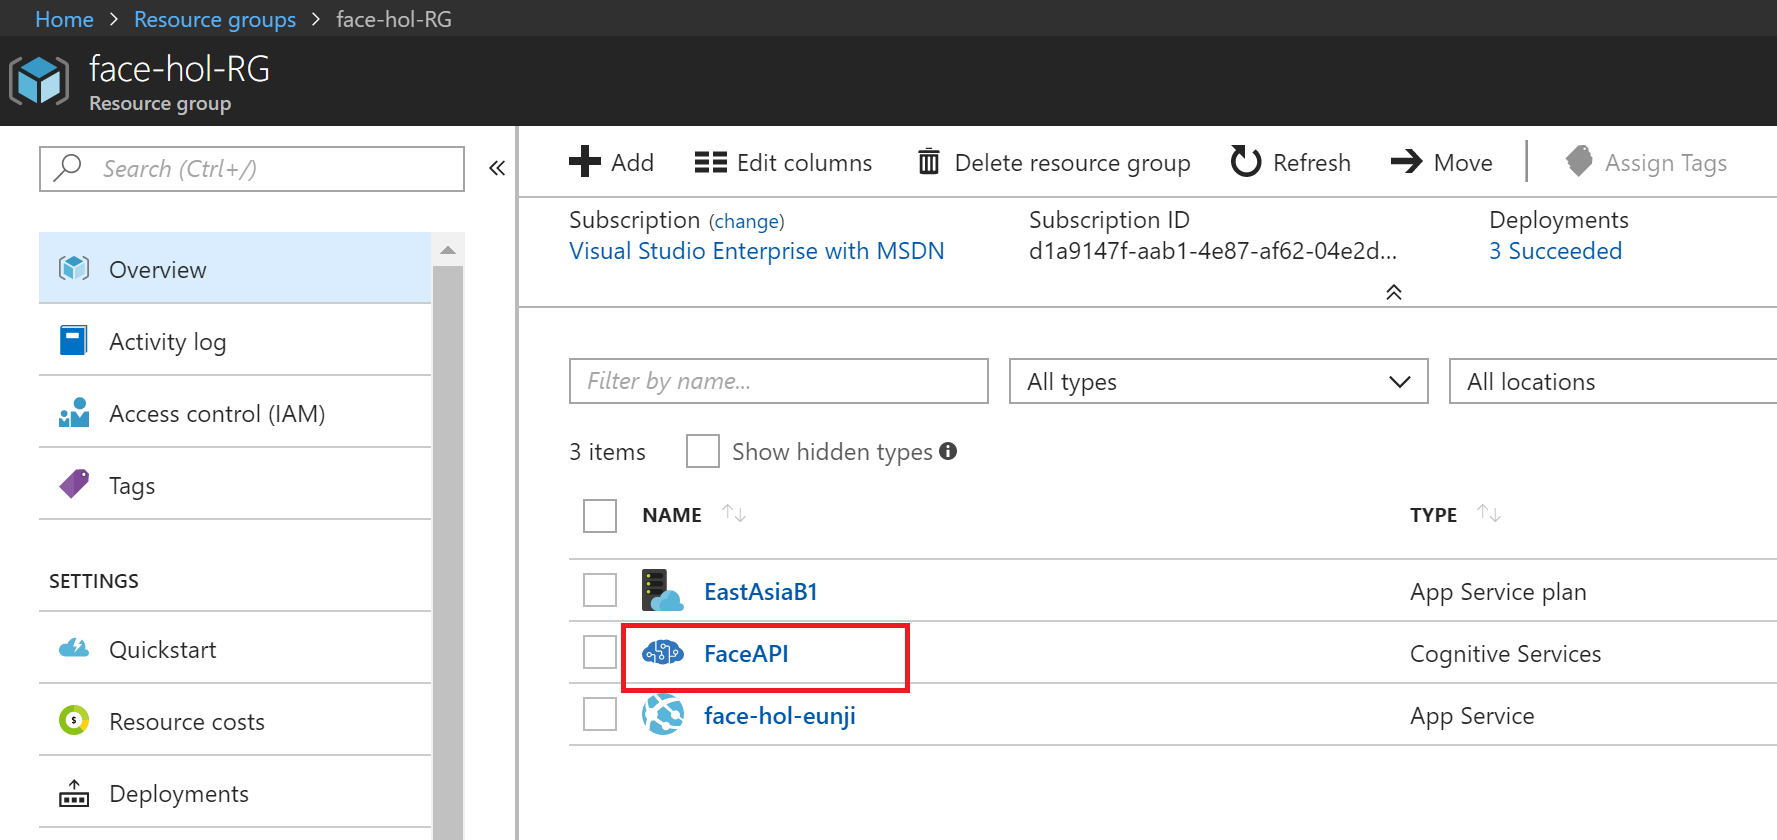 Home > Resource groups > face-hol-RG
face-hol-RG
Resource group
Search (Ctrl+/)
Overview
Activity log
Access control (IAM)
Tags
SETTINGS
Quickstart
Resource costs
Deployments
Add Edit columns Delete resource group Refresh Move Assign Tags
Subscription (change) Subscription ID Deployments
Visual Studio Enterprise with MSDN d1a9147f-aab1-4e87-af62-04e2d... 3 Succeeded
Filter by name... All types All locations
3 items Show hidden types
NAME TYPE
EastAsiaB1 App Service plan
FaceAPI Cognitive Services
face-hol-eunji App Service